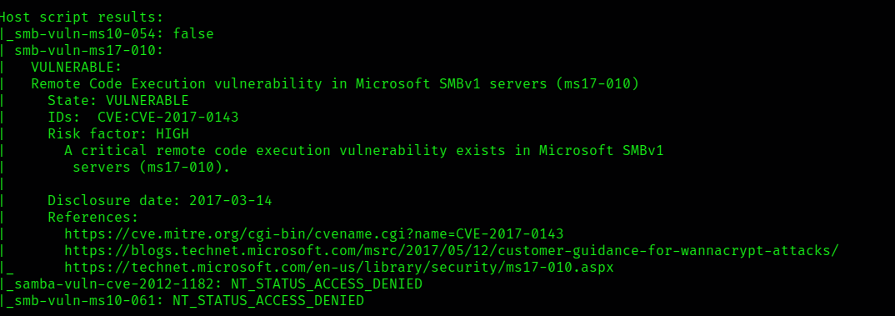 Host script results:
|_smb-vuln-ms10-054: false
| smb-vuln-ms17-010:
|   VULNERABLE:
|   Remote Code Execution vulnerability in Microsoft SMBv1 servers (ms17-010)
|     State: VULNERABLE
|     IDs:  CVE:CVE-2017-0143
|     Risk factor: HIGH
|       A critical remote code execution vulnerability exists in Microsoft SMBv1
|        servers (ms17-010).
|
|     Disclosure date: 2017-03-14
|     References:
|       https://cve.mitre.org/cgi-bin/cvename.cgi?name=CVE-2017-0143
|       https://blogs.technet.microsoft.com/msrc/2017/05/12/customer-guidance-for-wannacrypt-attacks/
|_      https://technet.microsoft.com/en-us/library/security/ms17-010.aspx
|_samba-vuln-cve-2012-1182: NT_STATUS_ACCESS_DENIED
|_smb-vuln-ms10-061: NT_STATUS_ACCESS_DENIED